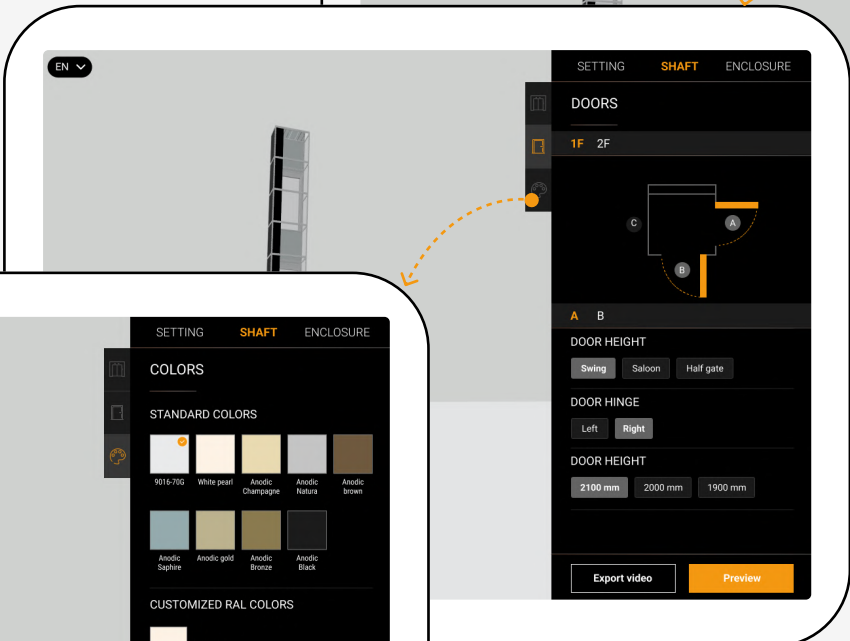 EN
SETTING SHAFT ENCLOSURE
DOORS
1F 2F
C
A
B
A B
DOOR HEIGHT
Swing Saloon Half gate
DOOR HINGE
Left Right
DOOR HEIGHT
2100 mm 2000 mm 1900 mm
Export video Preview
SETTING SHAFT ENCLOSURE
COLORS
STANDARD COLORS
9016-70G White pearl Anodic Anodic Anodic
Champagne Natura brown
Anodic Anodic gold Anodic Anodic
Saphire Bronze Black
CUSTOMIZED RAL COLORS